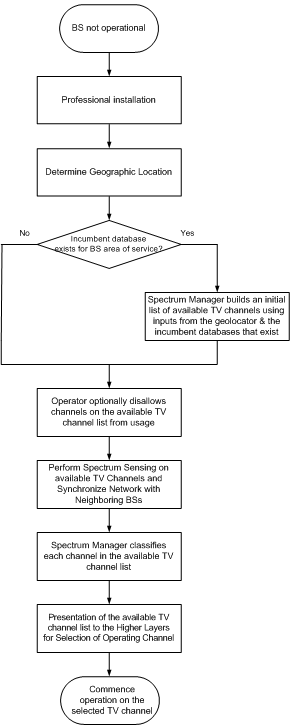 BS not operational
Professional installation
Determine Geographic Location
Incumbent database
exists for BS area of service?
No
Yes
Spectrum Manager builds an initial
list of available TV channels using
inputs from the geolocator & the
incumbent databases that exist
Operator optionally disallows
channels on the available TV
channel list from usage
Perform Spectrum Sensing on
available TV Channels and
Synchronize Network with
Neighboring BSs
Spectrum Manager classifies
each channel in the available TV
channel list
Presentation of the available TV
channel list to the Higher Layers
for Selection of Operating Channel
Commence
operation on the
selected TV channel